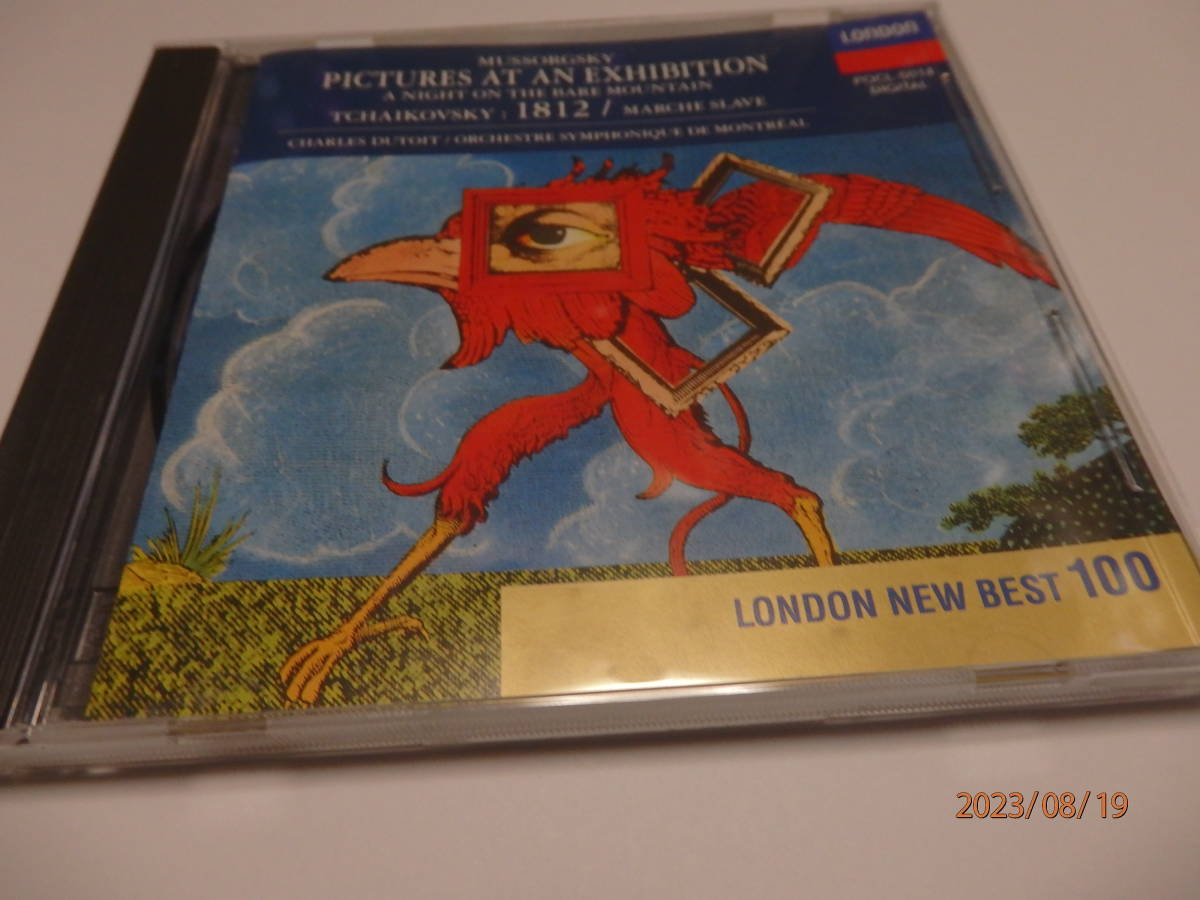 MUSSORGSKY
PICTURES AT AN EXHIBITION
A NIGHT ON THE BARE MOUNTAIN
TCHAIKOVSKY : 1812 / MARCHE SLAVE
CHARLES DUTOIT / ORCHESTRE SYMPHONIQUE DE MONTRÉAL
LONDON
DIGITAL
LONDON NEW BEST 100
2023/08/19